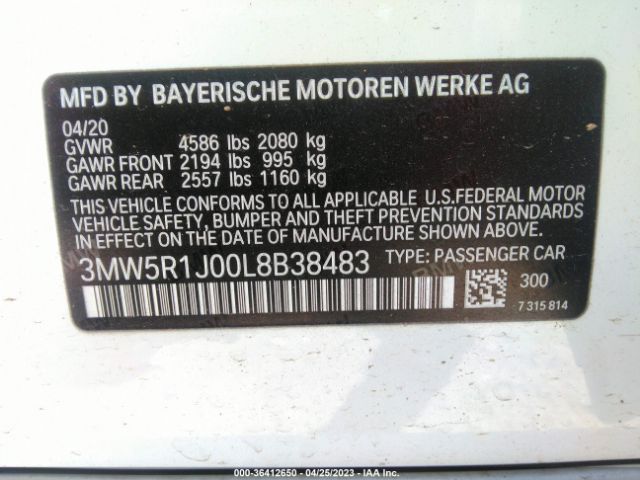 MFD BY BAYERISCHE MOTOREN WERKE AG
04/20
GVWR 4586 lbs 2080 kg
GAWR FRONT 2194 lbs 995 kg
GAWR REAR 2557 lbs 1160 kg
THIS VEHICLE CONFORMS TO ALL APPLICABLE U.S.FEDERAL MOTOR
VEHICLE SAFETY, BUMPER AND THEFT PREVENTION STANDARDS
IN EFFECT ON THE DATE OF MANUFACTURE SHOWN ABOVE.
3MW5R1J00L8B38483 TYPE: PASSENGER CAR
300
7 315 814
000-36412650 - 04/25/2023 - IAA Inc.